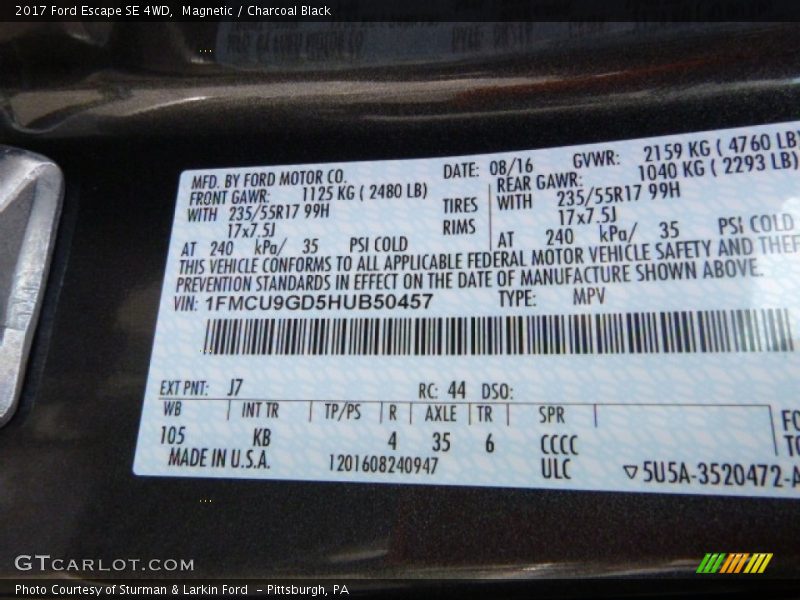 2017 Ford Escape SE 4WD, Magnetic / Charcoal Black
MFD. BY FORD MOTOR CO. DATE: 08/16 GVWR: 2159 KG ( 4760 LB)
FRONT GAWR: 1125 KG ( 2480 LB) REAR GAWR: 1040 KG ( 2293 LB)
WITH 235/55R17 99H TIRES WITH 235/55R17 99H
17x7.5J RIMS 17x7.5J
AT 240 kPa/ 35 PSI COLD AT 240 kPa/ 35 PSI COLD
THIS VEHICLE CONFORMS TO ALL APPLICABLE FEDERAL MOTOR VEHICLE SAFETY AND THEF
PREVENTION STANDARDS IN EFFECT ON THE DATE OF MANUFACTURE SHOWN ABOVE.
VIN: 1FMCU9GD5HUB50457 TYPE: MPV
EXT PNT: J7 RC: 44 DSO:
WB INT TR TP/PS R AXLE TR SPR
105 KB 4 35 6 CCCC
MADE IN U.S.A. 1201608240947 ULC 5U5A-3520472-A
GTCARLOT.COM
Photo Courtesy of Sturman & Larkin Ford - Pittsburgh, PA